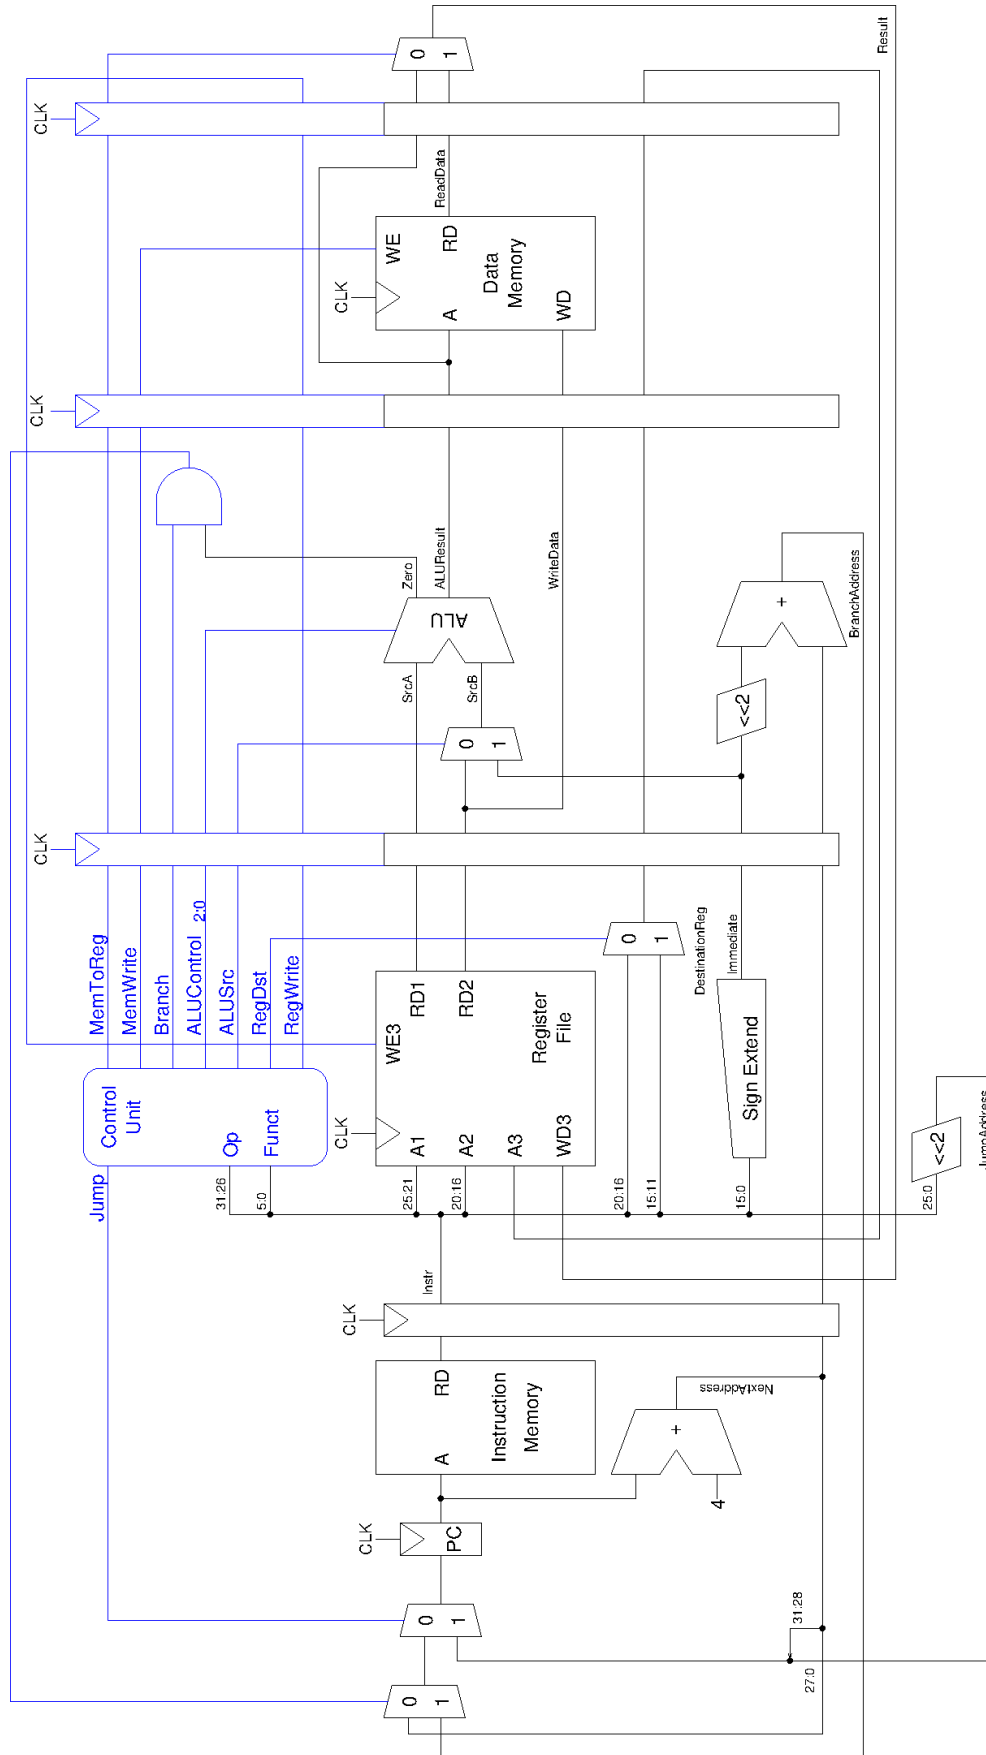 CLK
CLK
CLK
CLK
CLK
CLK
CLK
0
1
Result
ReadData
WE
RD
Data
Memory
A
WD
Zero
ALUResult
WriteData
ALU
SrcA
SrcB
0
1
+
BranchAddress
<<2
MemToReg
MemWrite
Branch
ALUControl 2:0
ALUSrc
RegDst
RegWrite
Control
Unit
Op
Funct
Jump
31:26
5:0
WE3
RD1
RD2
Register
File
A1
A2
A3
WD3
25:21
20:16
0
1
DestinationReg
Immediate
20:16
15:11
Sign Extend
15:0
<<2
25:0
JumpAddress
Instr
RD
Instruction
Memory
A
NextAddress
+
4
PC
0
1
0
1
31:28
27:0